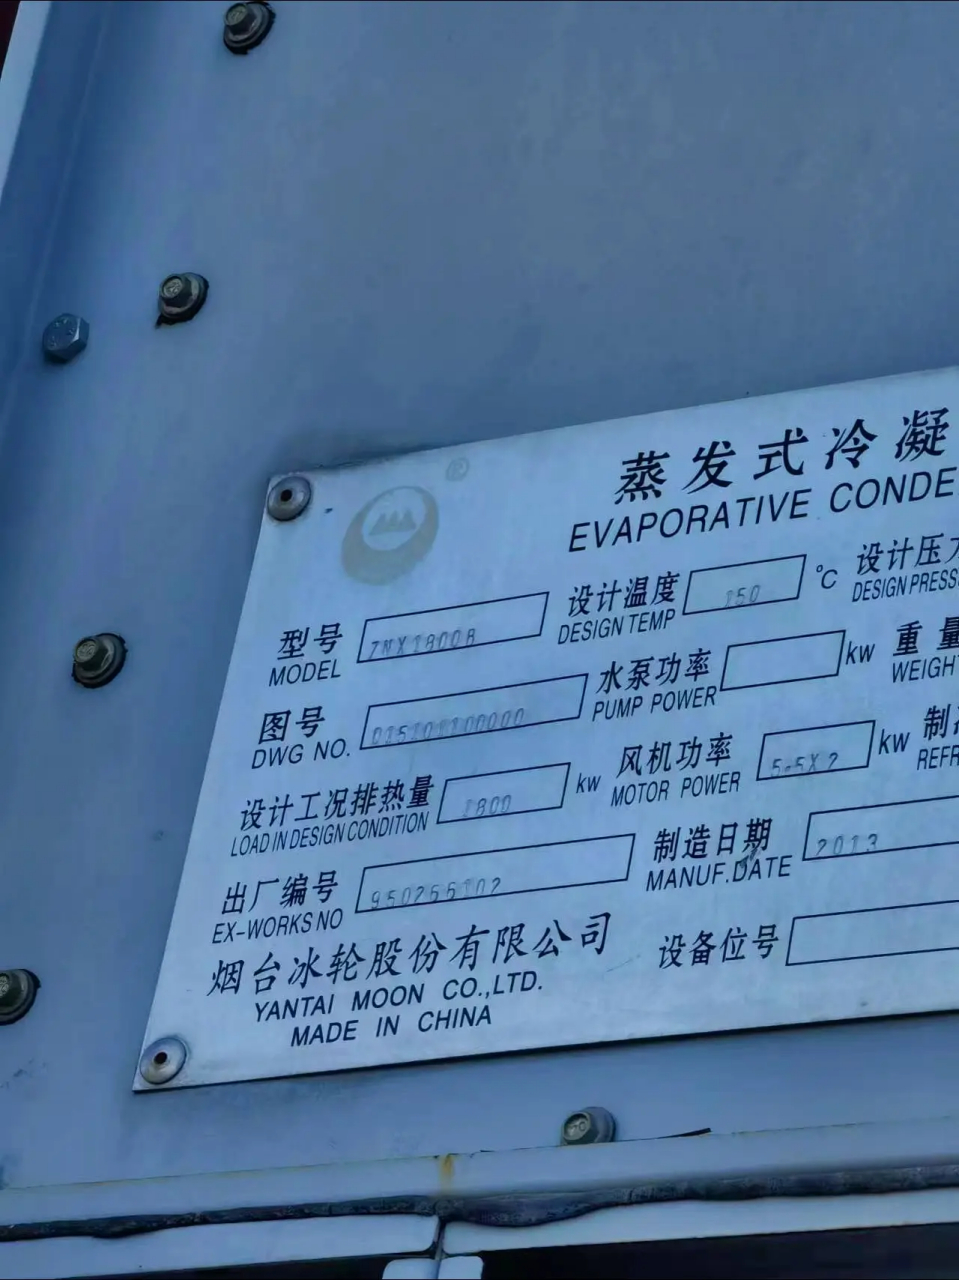 ®
蒸发式冷凝
EVAPORATIVE CONDE
型号 ZNX1800B 设计温度 150 ℃ 设计压力
MODEL DESIGN TEMP DESIGN PRESS
图号 水泵功率 kw 重量
DWG NO. PUMP POWER WEIGHT
设计工况排热量 1800 kw 风机功率 5.5X2 kw 制
LOAD IN DESIGN CONDITION MOTOR POWER REFR
出厂编号 制造日期 2013
EX-WORKS NO MANUF.DATE
烟台冰轮股份有限公司 设备位号
YANTAI MOON CO.,LTD.
MADE IN CHINA